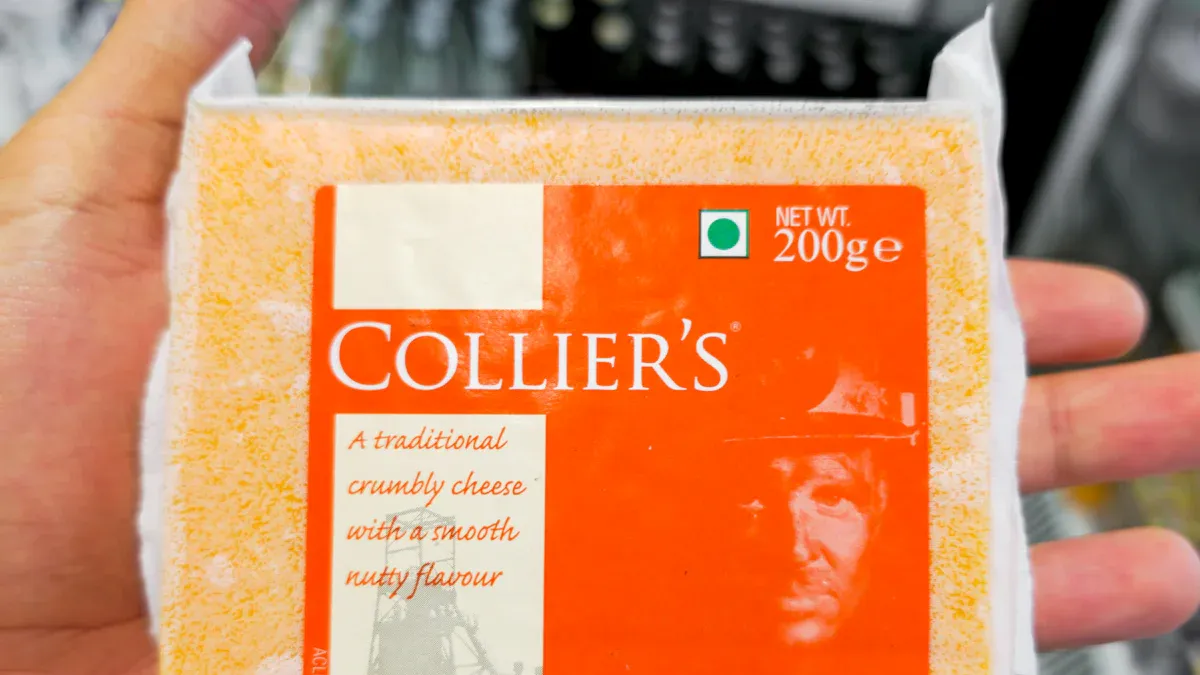 NET WT.
200g℮
COLLIER'S®
A traditional
crumbly cheese
with a smooth
nutty flavour